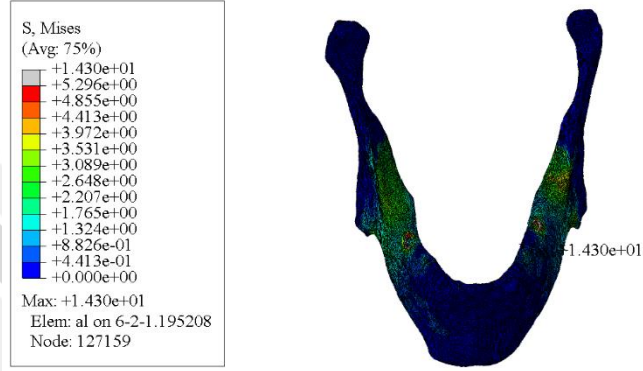 S, Mises
(Avg: 75%)
+1.430e+01
+5.296e+00
+4.855e+00
+4.413e+00
+3.972e+00
+3.531e+00
+3.089e+00
+2.648e+00
+2.207e+00
+1.765e+00
+1.324e+00
+8.826e-01
+4.413e-01
+0.000e+00
Max: +1.430e+01
Elem: al on 6-2-1.195208
Node: 127159
+1.430e+01